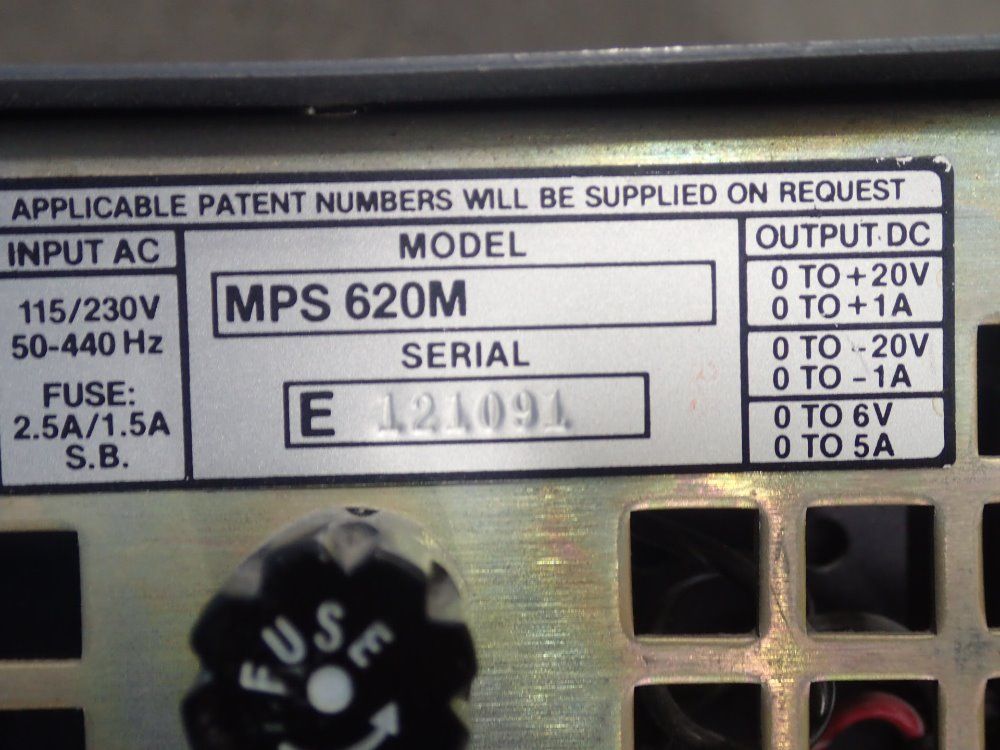 APPLICABLE PATENT NUMBERS WILL BE SUPPLIED ON REQUEST
INPUT AC
115/230V
50-440 Hz
FUSE:
2.5A/1.5A
S.B.
MODEL
MPS 620M
SERIAL
E 121091
OUTPUT DC
0 TO +20V
0 TO +1A
0 TO -20V
0 TO -1A
0 TO 6V
0 TO 5A
FUSE